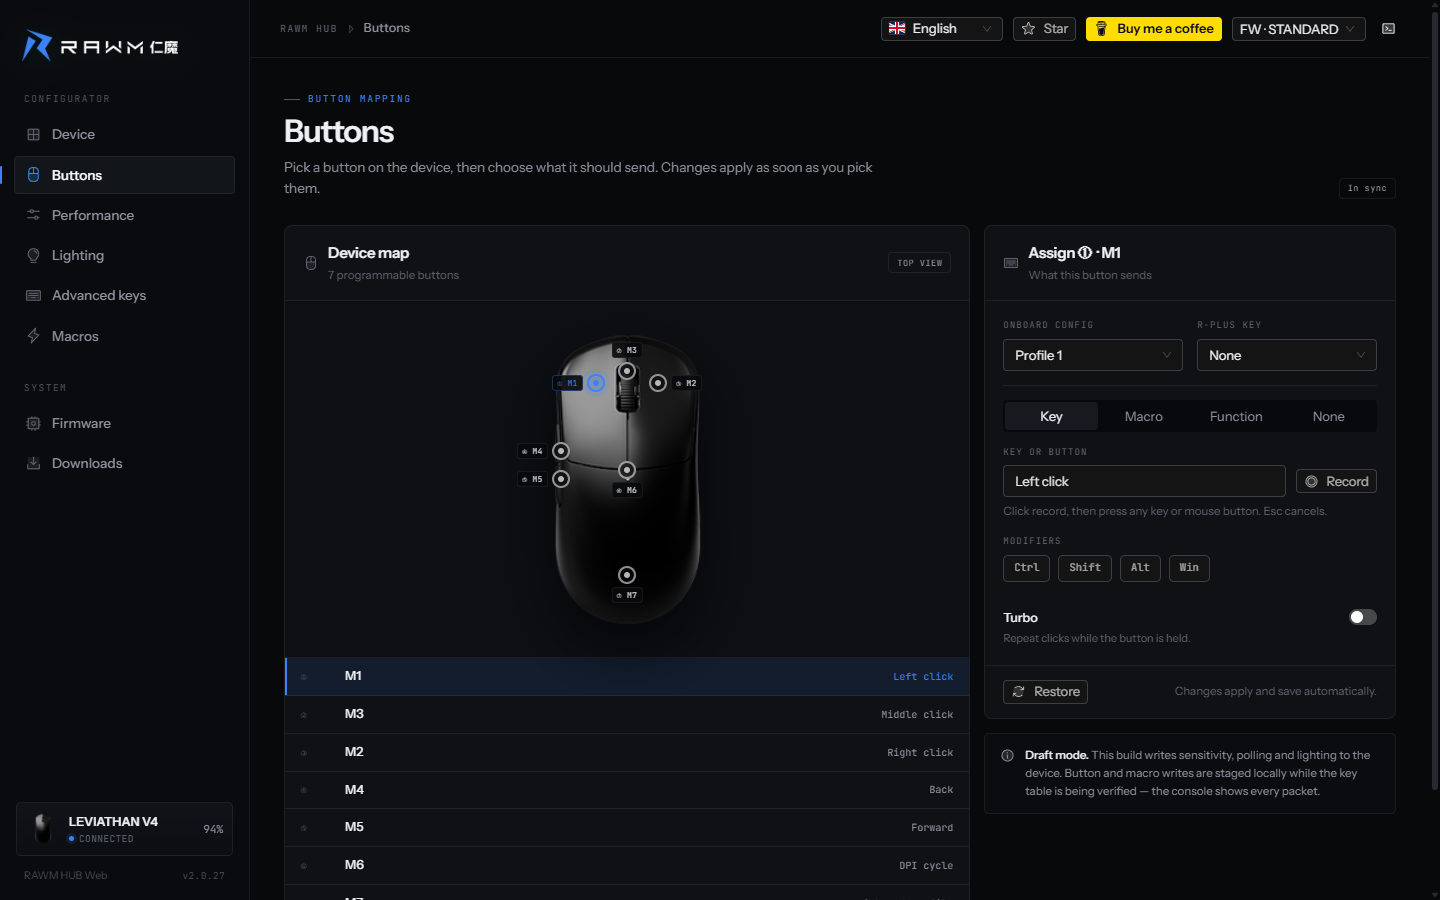 RAWM 仁魔
CONFIGURATOR
Device
Buttons
Performance
Lighting
Advanced keys
Macros
SYSTEM
Firmware
Downloads
LEVIATHAN V4
CONNECTED
94%
RAWM HUB Web
v2.0.27
RAWM HUB
Buttons
English
Star
Buy me a coffee
FW · STANDARD
BUTTON MAPPING
Buttons
Pick a button on the device, then choose what it should send. Changes apply as soon as you pick
them.
In sync
Device map
7 programmable buttons
TOP VIEW
M3
M1
M2
M4
M5
M6
M7
M1
Left click
M3
Middle click
M2
Right click
M4
Back
M5
Forward
M6
DPI cycle
Assign ① · M1
What this button sends
ONBOARD CONFIG
R-PLUS KEY
Profile 1
None
Key
Macro
Function
None
KEY OR BUTTON
Left click
Record
Click record, then press any key or mouse button. Esc cancels.
MODIFIERS
Ctrl
Shift
Alt
Win
Turbo
Repeat clicks while the button is held.
Restore
Changes apply and save automatically.
Draft mode. This build writes sensitivity, polling and lighting to the
device. Button and macro writes are staged locally while the key
table is being verified — the console shows every packet.